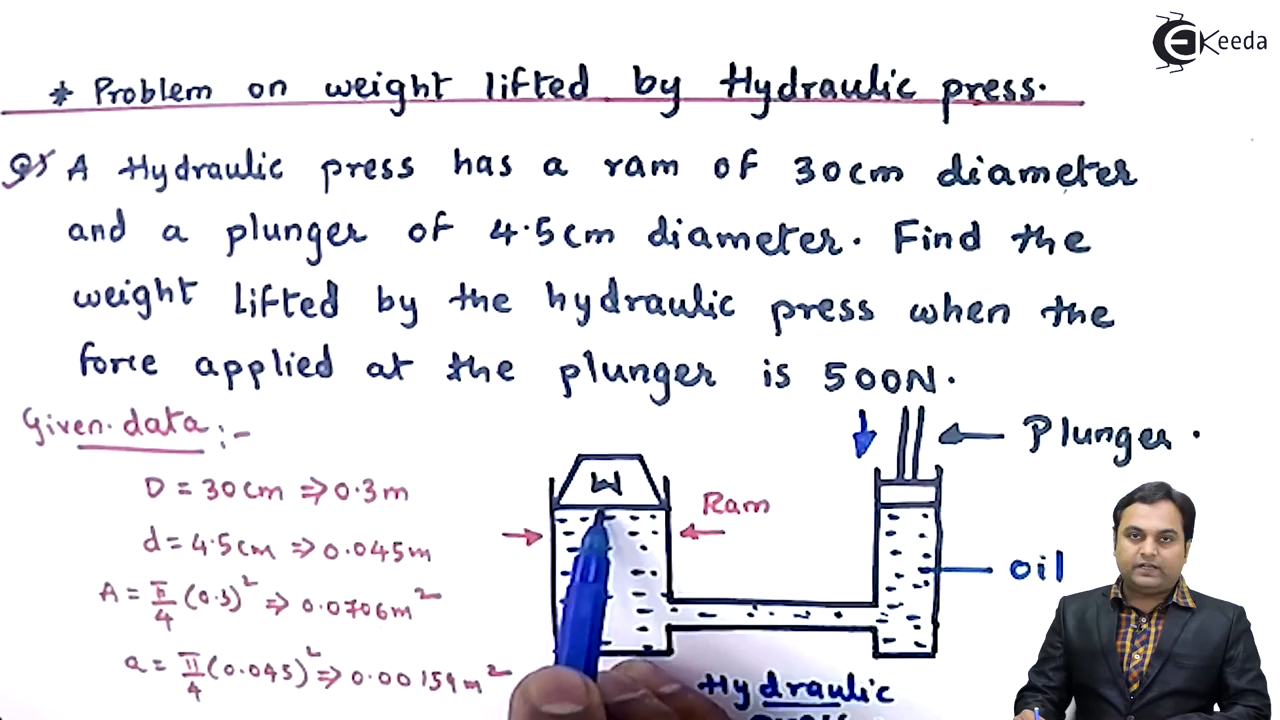 EKeeda
* Problem on weight lifted by Hydraulic press.
Q> A Hydraulic press has a ram of 30cm diameter
and a plunger of 4.5cm diameter. Find the
weight lifted by the hydraulic press when the
force applied at the plunger is 500N.
Given data :-
D = 30cm ⇒ 0.3m
d = 4.5cm ⇒ 0.045m
A = π/4 (0.3)² ⇒ 0.0706m²
a = π/4 (0.045)² ⇒ 0.00159m²
W
Ram
Plunger.
oil
Hydraulic